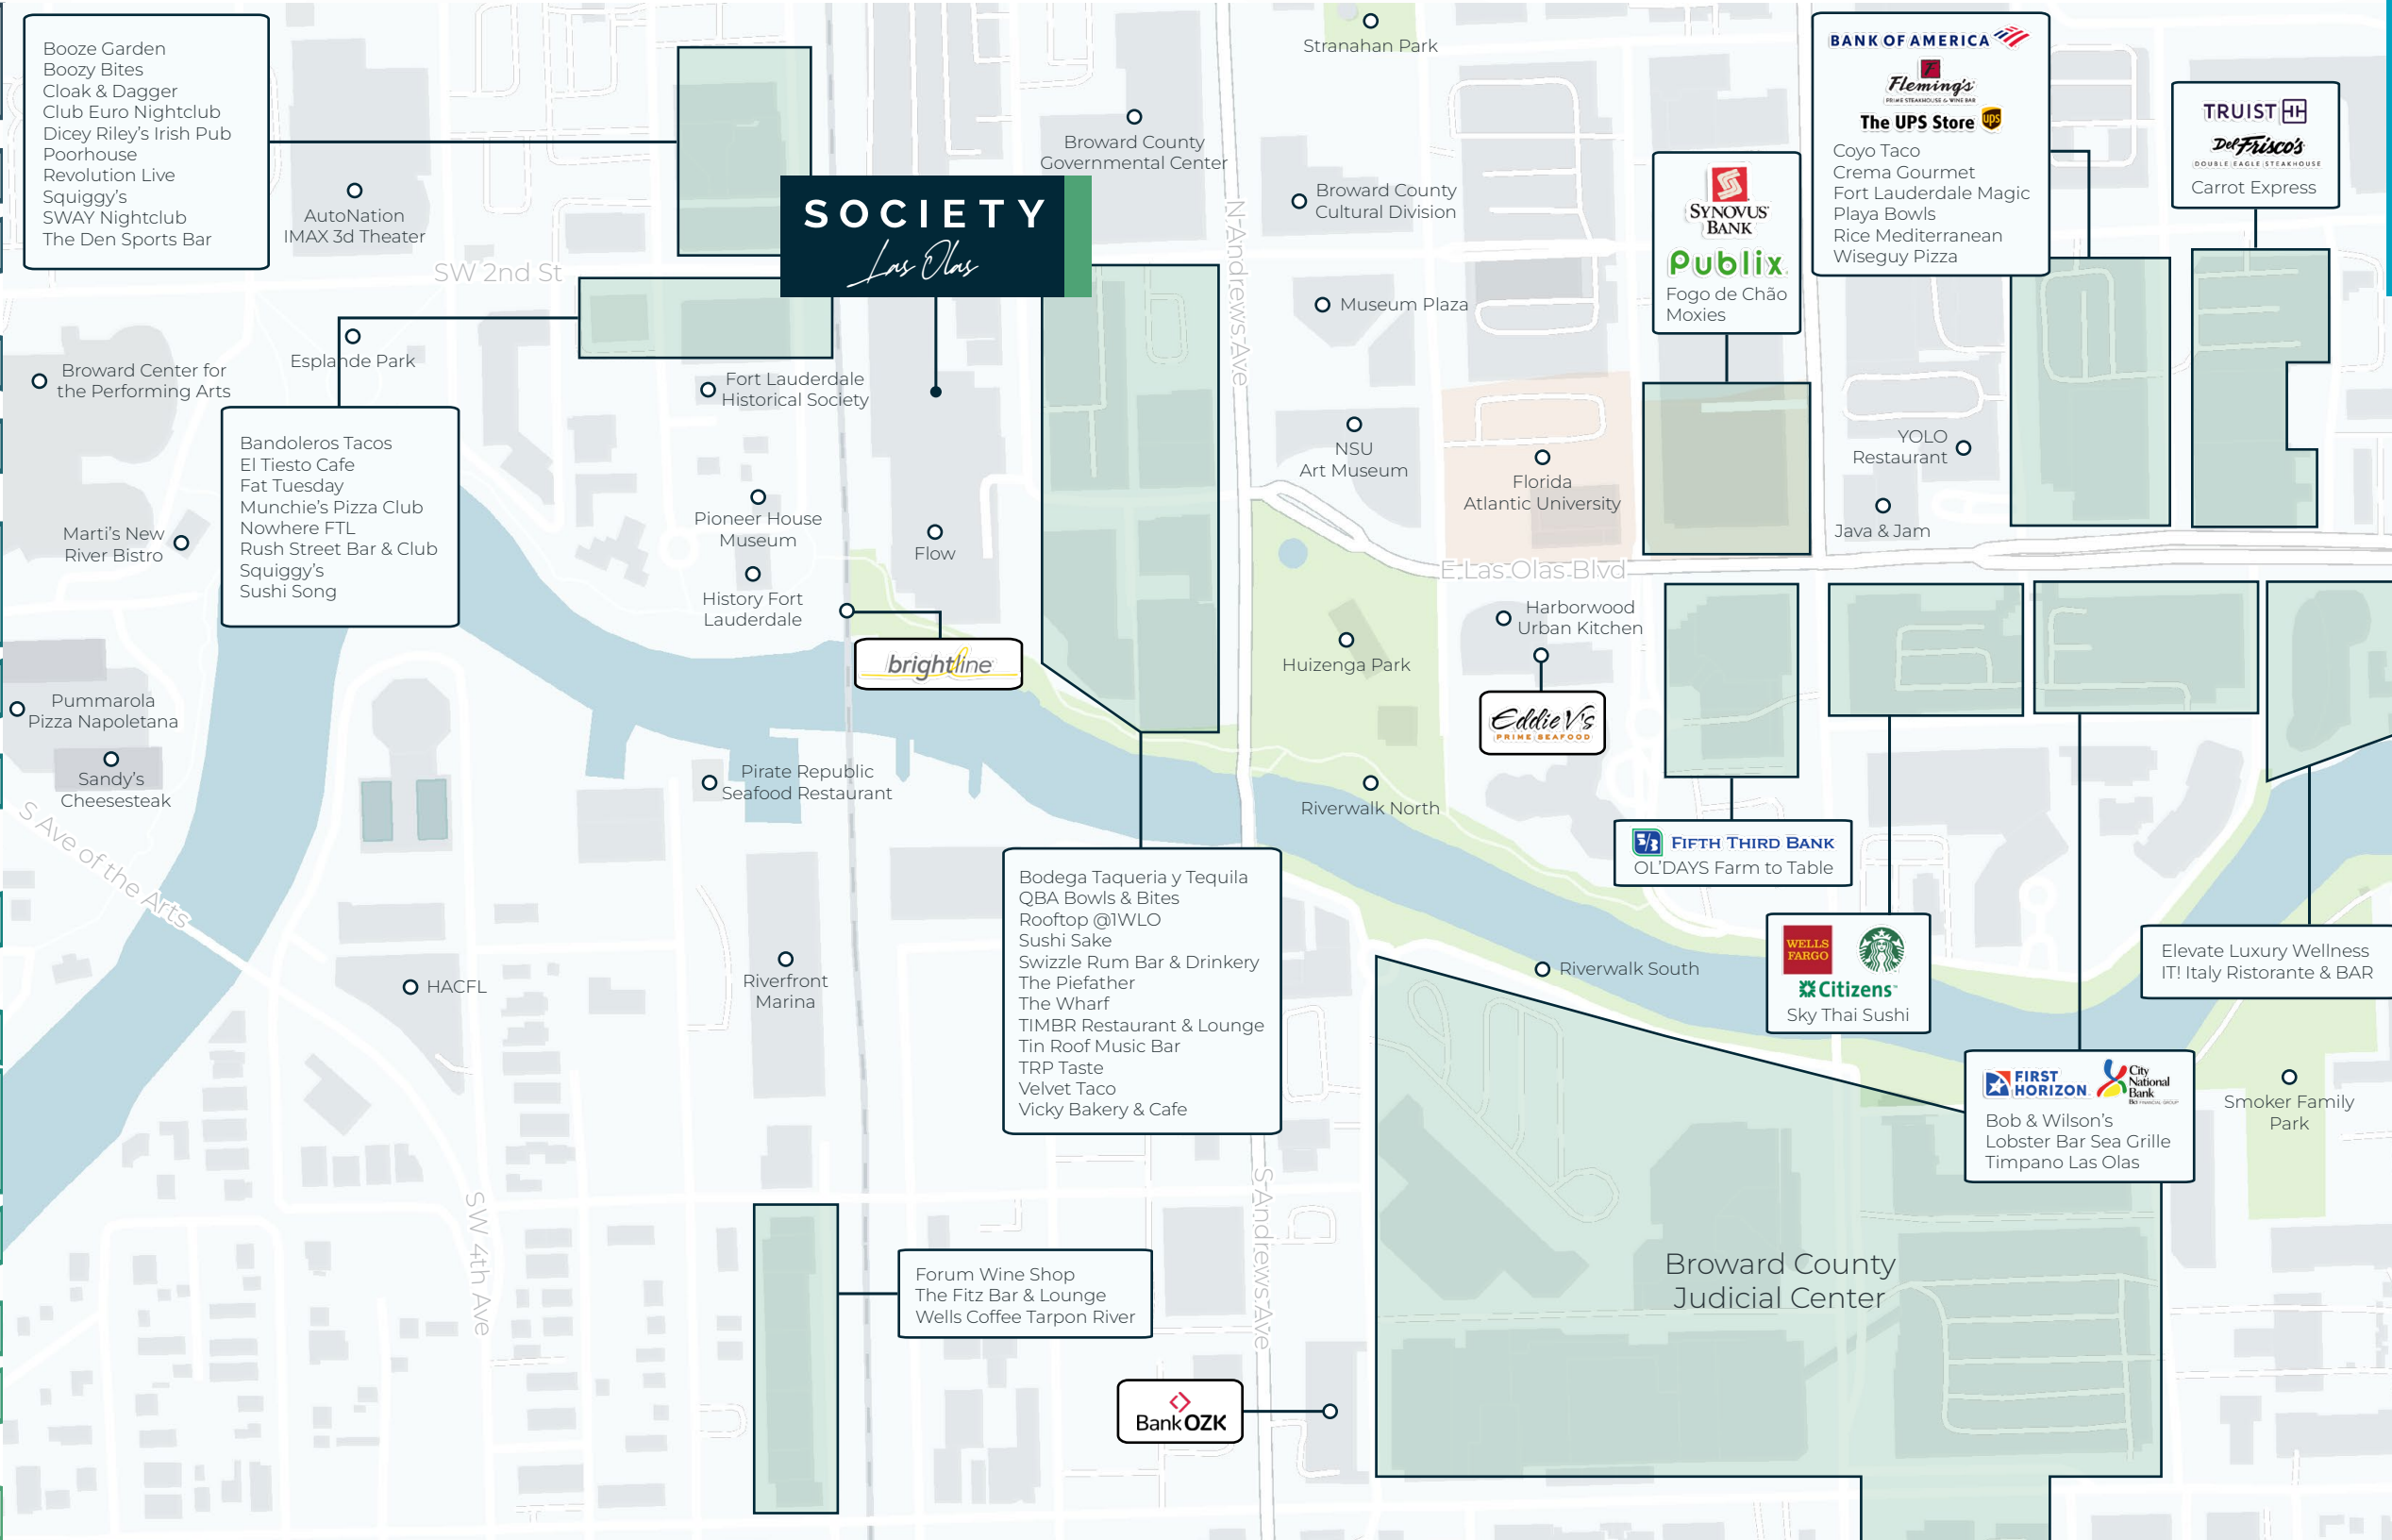 Booze Garden
Boozy Bites
Cloak & Dagger
Club Euro Nightclub
Dicey Riley's Irish Pub
Poorhouse
Revolution Live
Squiggy's
SWAY Nightclub
The Den Sports Bar
AutoNation
IMAX 3d Theater
SW 2nd St
SOCIETY
Las Olas
Broward County
Governmental Center
Stranahan Park
Broward County
Cultural Division
N Andrews Ave
Museum Plaza
SYNOVUS
BANK
Publix
Fogo de Chão
Moxies
BANK OF AMERICA
Fleming's
PRIME STEAKHOUSE & WINE BAR
The UPS Store
ups
Coyo Taco
Crema Gourmet
Fort Lauderdale Magic
Playa Bowls
Rice Mediterranean
Wiseguy Pizza
TRUIST
Del Frisco's
DOUBLE EAGLE STEAKHOUSE
Carrot Express
Esplande Park
Broward Center for
the Performing Arts
Fort Lauderdale
Historical Society
Bandoleros Tacos
El Tiesto Cafe
Fat Tuesday
Munchie's Pizza Club
Nowhere FTL
Rush Street Bar & Club
Squiggy's
Sushi Song
Marti's New
River Bistro
Pioneer House
Museum
Flow
History Fort
Lauderdale
brightline
NSU
Art Museum
Florida
Atlantic University
YOLO
Restaurant
Java & Jam
E Las Olas Blvd
Harborwood
Urban Kitchen
Huizenga Park
Eddie V's
PRIME SEAFOOD
Pummarola
Pizza Napoletana
Sandy's
Cheesesteak
S Ave of the Arts
Pirate Republic
Seafood Restaurant
Riverwalk North
FIFTH THIRD BANK
OL'DAYS Farm to Table
Bodega Taqueria y Tequila
QBA Bowls & Bites
Rooftop @1WLO
Sushi Sake
Swizzle Rum Bar & Drinkery
The Piefather
The Wharf
TIMBR Restaurant & Lounge
Tin Roof Music Bar
TRP Taste
Velvet Taco
Vicky Bakery & Cafe
HACFL
Riverfront
Marina
Riverwalk South
WELLS
FARGO
Citizens
Sky Thai Sushi
Elevate Luxury Wellness
IT! Italy Ristorante & BAR
FIRST
HORIZON
City
National
Bank
Bci FINANCIAL GROUP
Bob & Wilson's
Lobster Bar Sea Grille
Timpano Las Olas
Smoker Family
Park
SW 4th Ave
S Andrews Ave
Forum Wine Shop
The Fitz Bar & Lounge
Wells Coffee Tarpon River
Broward County
Judicial Center
Bank OZK